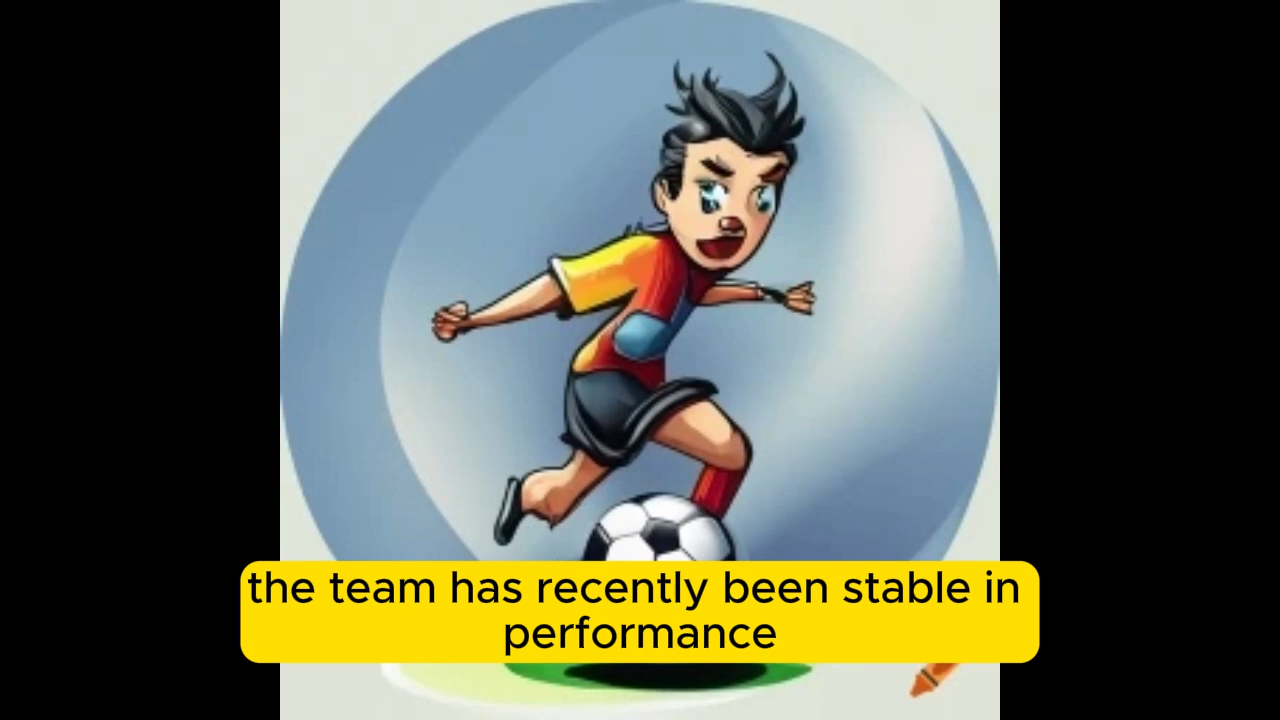 the team has recently been stable in
performance